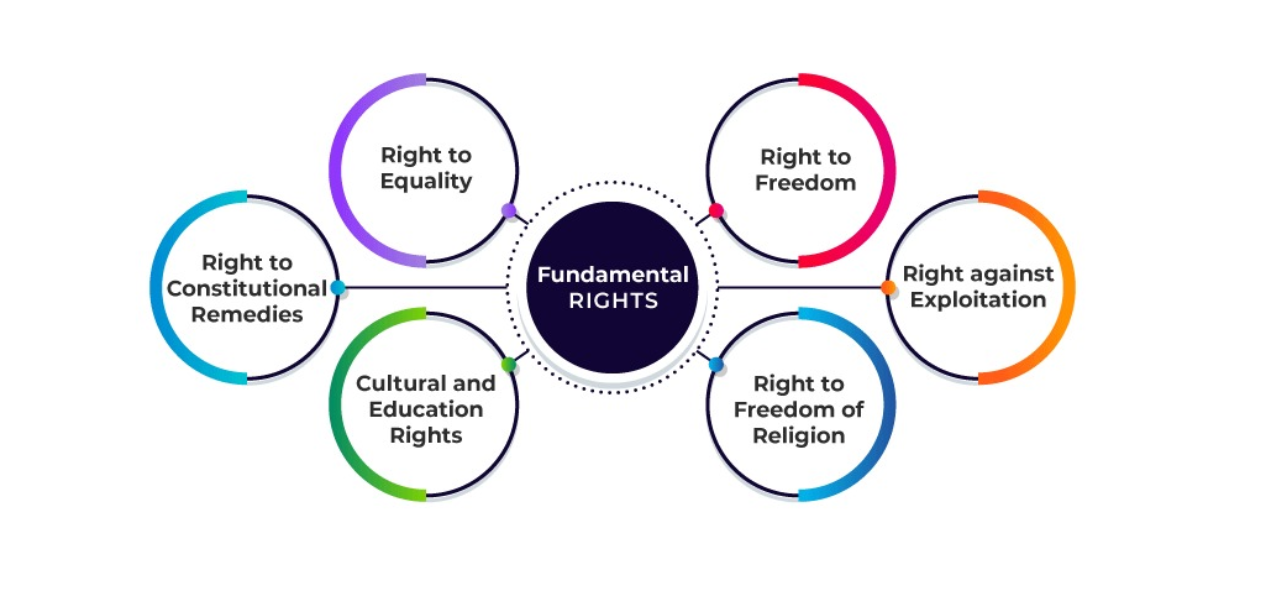 Right to
Equality
Right to
Freedom
Right to
Constitutional
Remedies
Fundamental
RIGHTS
Right against
Exploitation
Cultural and
Education
Rights
Right to
Freedom of
Religion